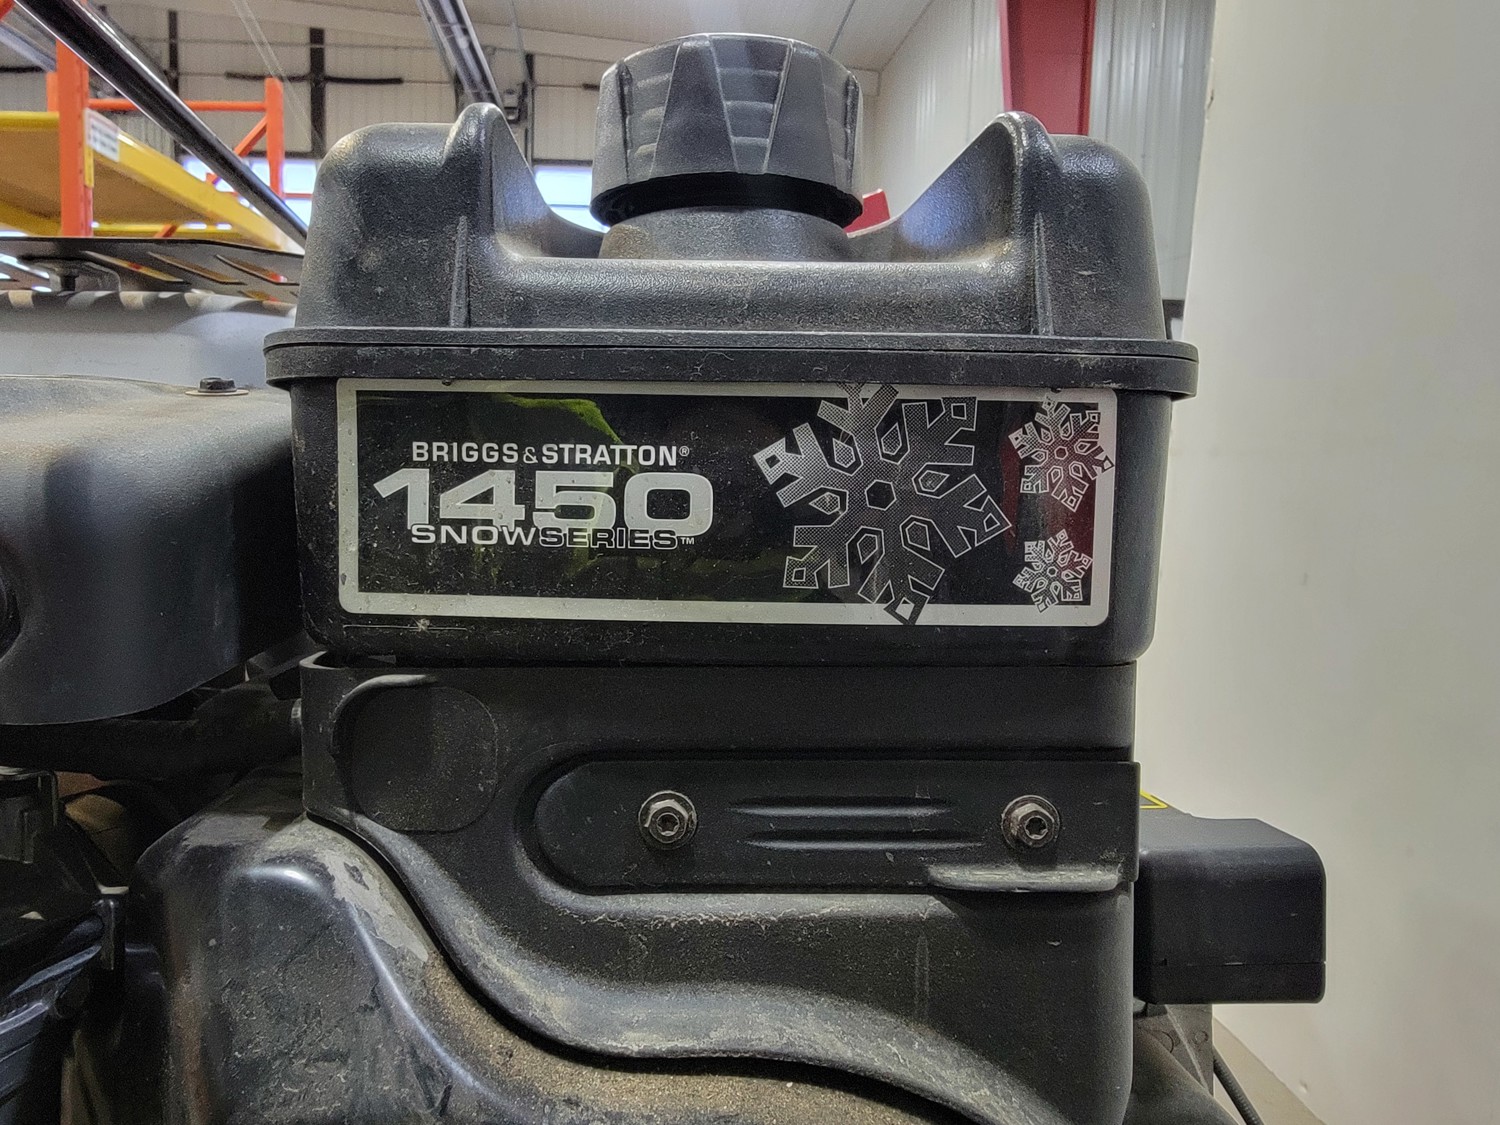 BRIGGS & STRATTON®
1450
SNOWSERIES™